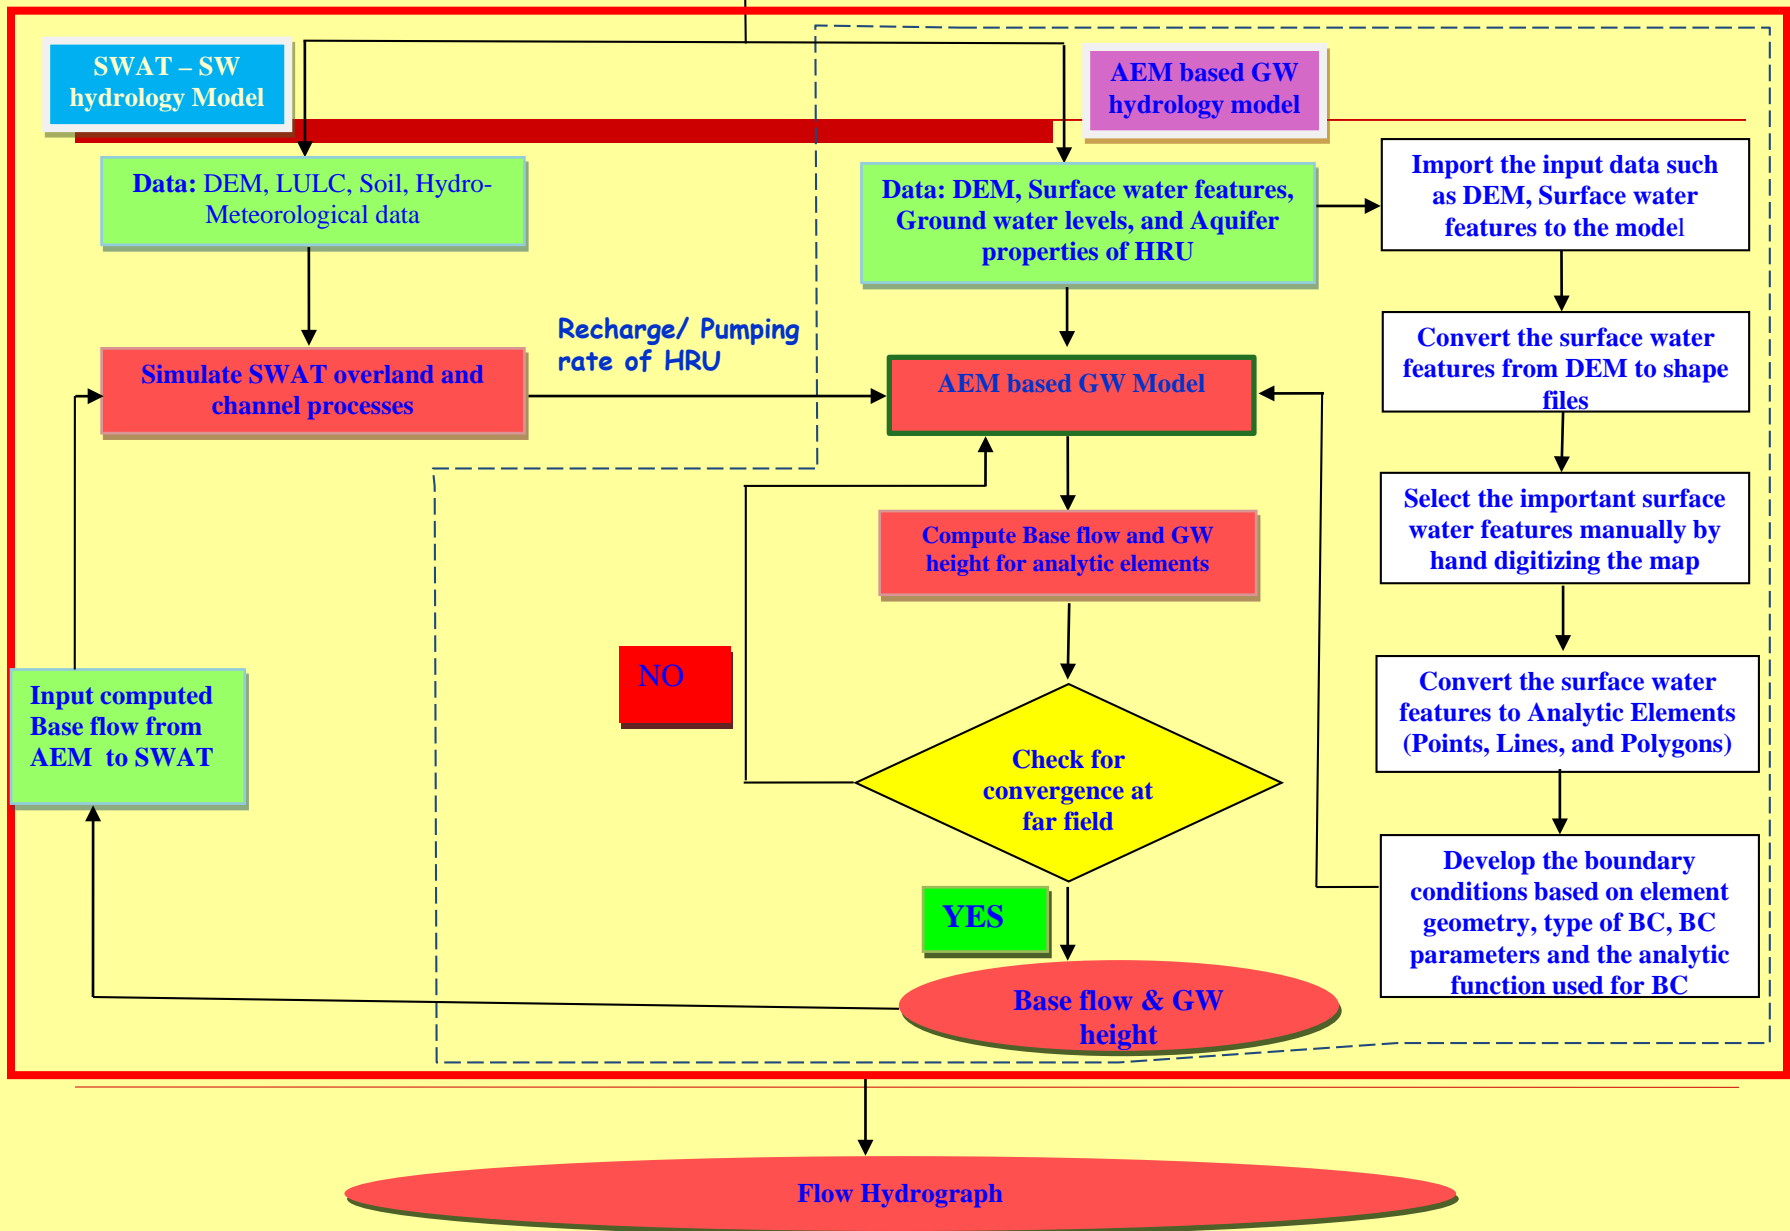 SWAT – SW
hydrology Model
AEM based GW
hydrology model
Data: DEM, LULC, Soil, Hydro-
Meteorological data
Data: DEM, Surface water features,
Ground water levels, and Aquifer
properties of HRU
Import the input data such
as DEM, Surface water
features to the model
Recharge/ Pumping
rate of HRU
Convert the surface water
features from DEM to shape
files
Simulate SWAT overland and
channel processes
AEM based GW Model
Select the important surface
water features manually by
hand digitizing the map
Compute Base flow and GW
height for analytic elements
NO
Input computed
Base flow from
AEM to SWAT
Convert the surface water
features to Analytic Elements
(Points, Lines, and Polygons)
Check for
convergence at
far field
Develop the boundary
conditions based on element
geometry, type of BC, BC
parameters and the analytic
function used for BC
YES
Base flow & GW
height
Flow Hydrograph